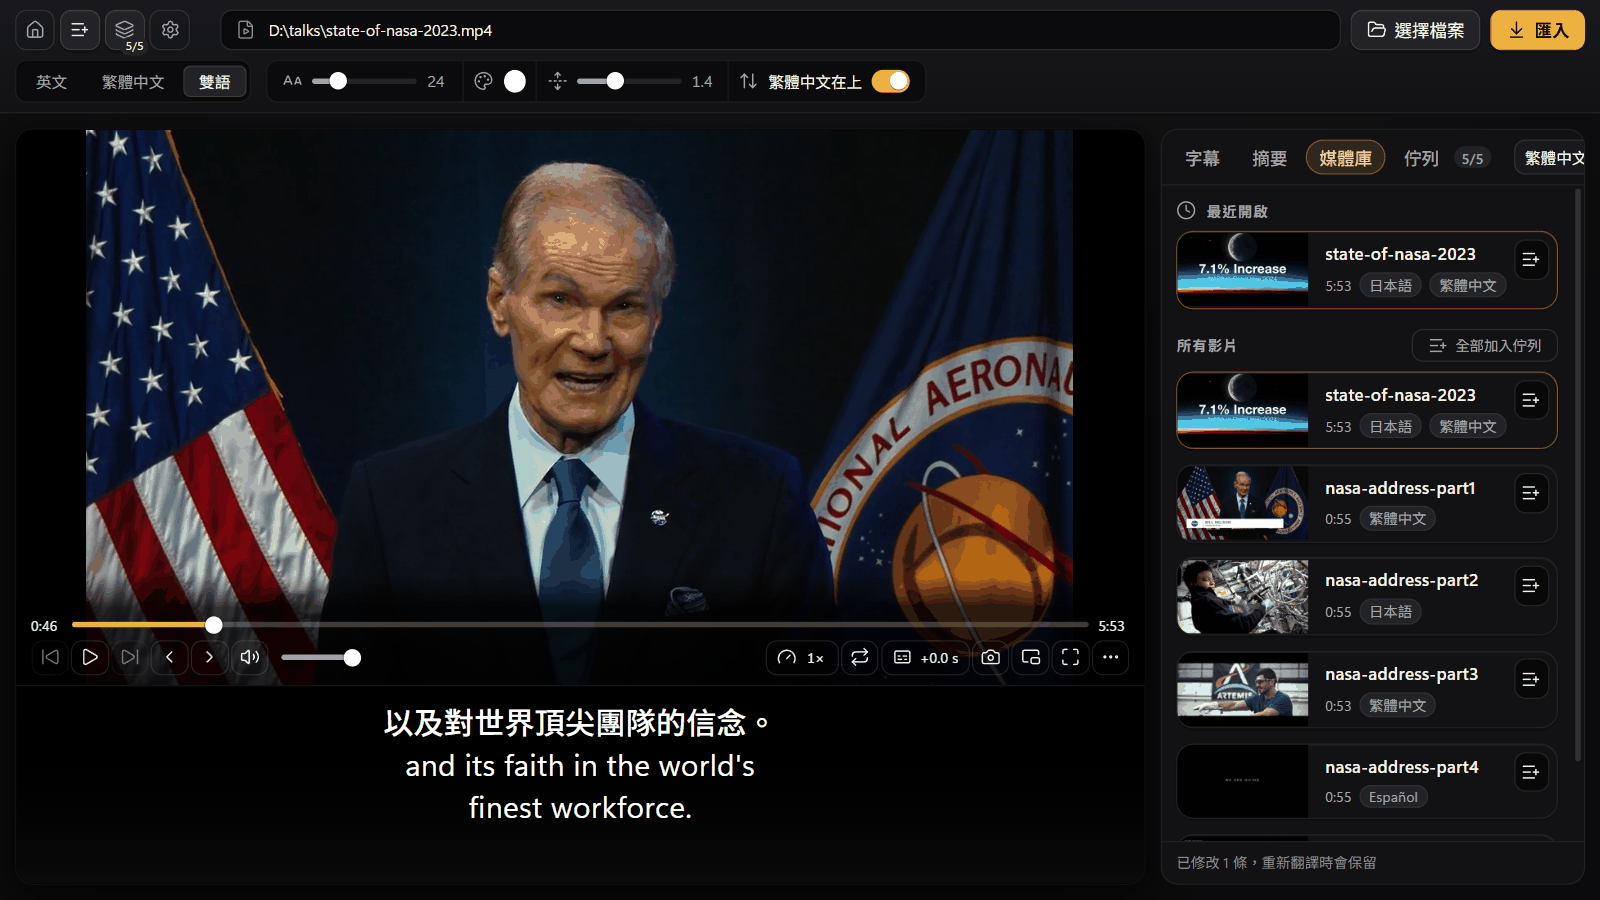 5/5
D:\talks\state-of-nasa-2023.mp4
選擇檔案
匯入
英文
繁體中文
雙語
AA
24
1.4
繁體中文在上
AERONAU
ONAL
0:46
5:53
1×
+0.0 s
以及對世界頂尖團隊的信念。
and its faith in the world's
finest workforce.
字幕
摘要
媒體庫
佇列
5/5
繁體中文
最近開啟
7.1% Increase
state-of-nasa-2023
5:53
日本語
繁體中文
所有影片
全部加入佇列
7.1% Increase
state-of-nasa-2023
5:53
日本語
繁體中文
nasa-address-part1
0:55
繁體中文
nasa-address-part2
0:55
日本語
ARTEMIS
nasa-address-part3
0:53
繁體中文
nasa-address-part4
0:55
Español
已修改 1 條，重新翻譯時會保留